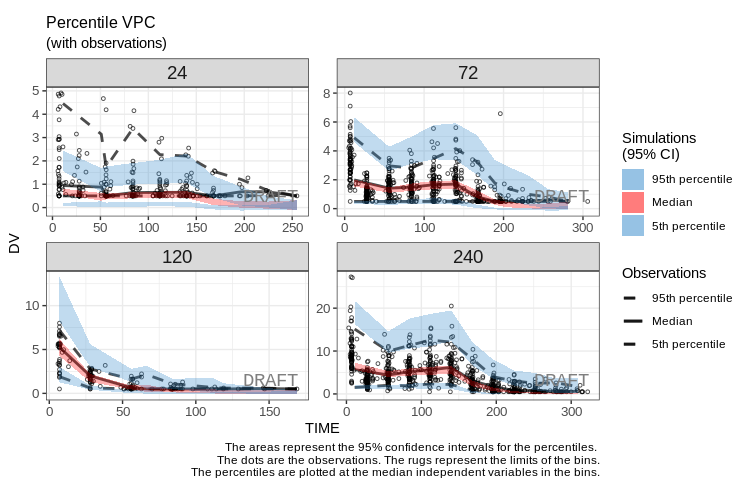 Percentile VPC
(with observations)
24
72
5
4
3
2
1
0
8
6
4
2
0
DRAFT
DRAFT
0
50
100
150
200
250
0
100
200
300
DV
120
240
10
5
0
20
10
0
DRAFT
DRAFT
0
50
100
150
0
100
200
300
TIME
Simulations
(95% CI)
95th percentile
Median
5th percentile
Observations
95th percentile
Median
5th percentile
The areas represent the 95% confidence intervals for the percentiles.
The dots are the observations. The rugs represent the limits of the bins.
The percentiles are plotted at the median independent variables in the bins.